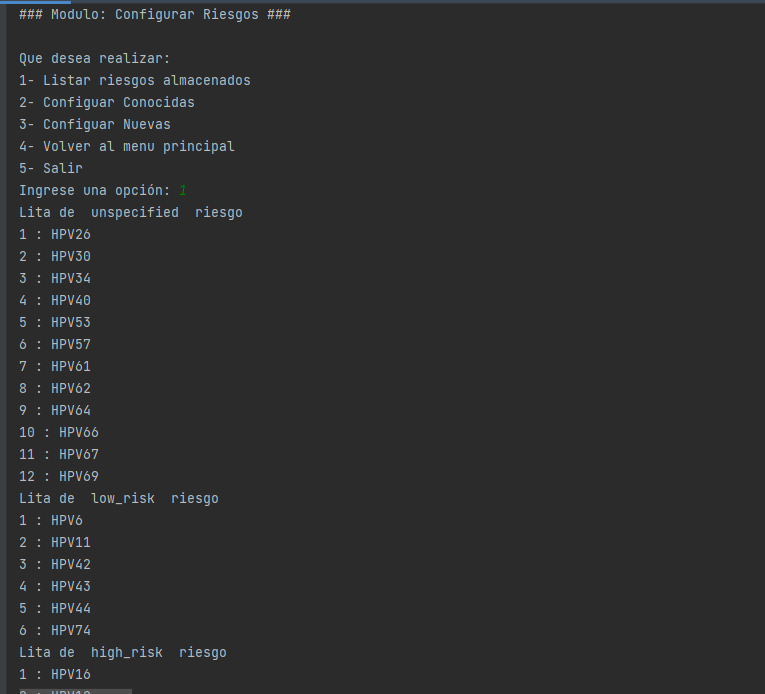 ### Modulo: Configurar Riesgos ###
Que desea realizar:
1- Listar riesgos almacenados
2- Configuar Conocidas
3- Configuar Nuevas
4- Volver al menu principal
5- Salir
Ingrese una opción: 1
Lita de  unspecified  riesgo
1 : HPV26
2 : HPV30
3 : HPV34
4 : HPV40
5 : HPV53
6 : HPV57
7 : HPV61
8 : HPV62
9 : HPV64
10 : HPV66
11 : HPV67
12 : HPV69
Lita de  low_risk  riesgo
1 : HPV6
2 : HPV11
3 : HPV42
4 : HPV43
5 : HPV44
6 : HPV74
Lita de  high_risk  riesgo
1 : HPV16